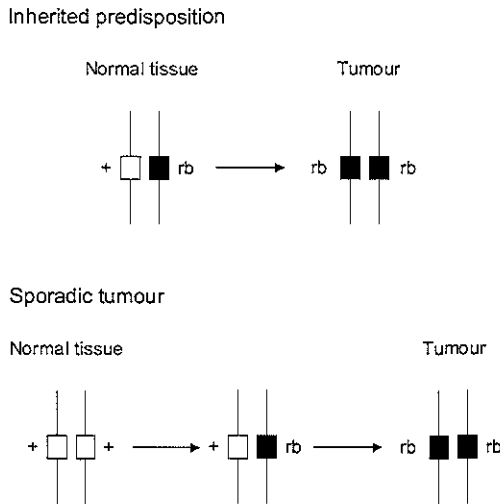 Inherited predisposition
Normal tissue Tumour
+ rb rb rb
Sporadic tumour
Normal tissue Tumour
+ + + rb rb rb